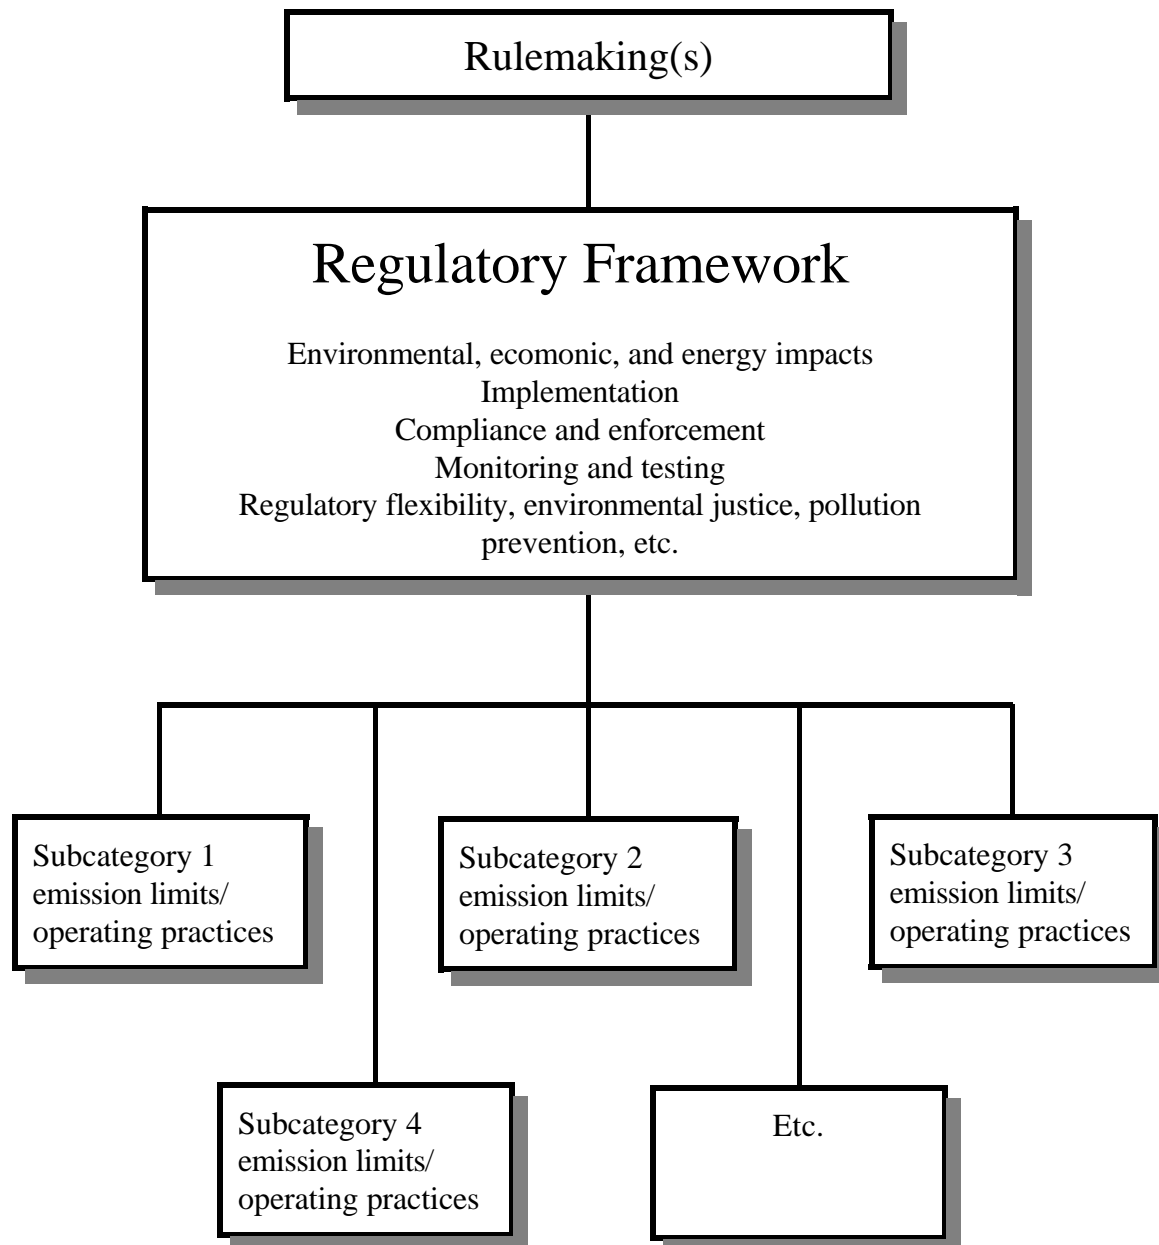 Rulemaking(s)
Regulatory Framework
Environmental, ecomonic, and energy impacts
Implementation
Compliance and enforcement
Monitoring and testing
Regulatory flexibility, environmental justice, pollution
prevention, etc.
Subcategory 1
emission limits/
operating practices
Subcategory 2
emission limits/
operating practices
Subcategory 3
emission limits/
operating practices
Subcategory 4
emission limits/
operating practices
Etc.